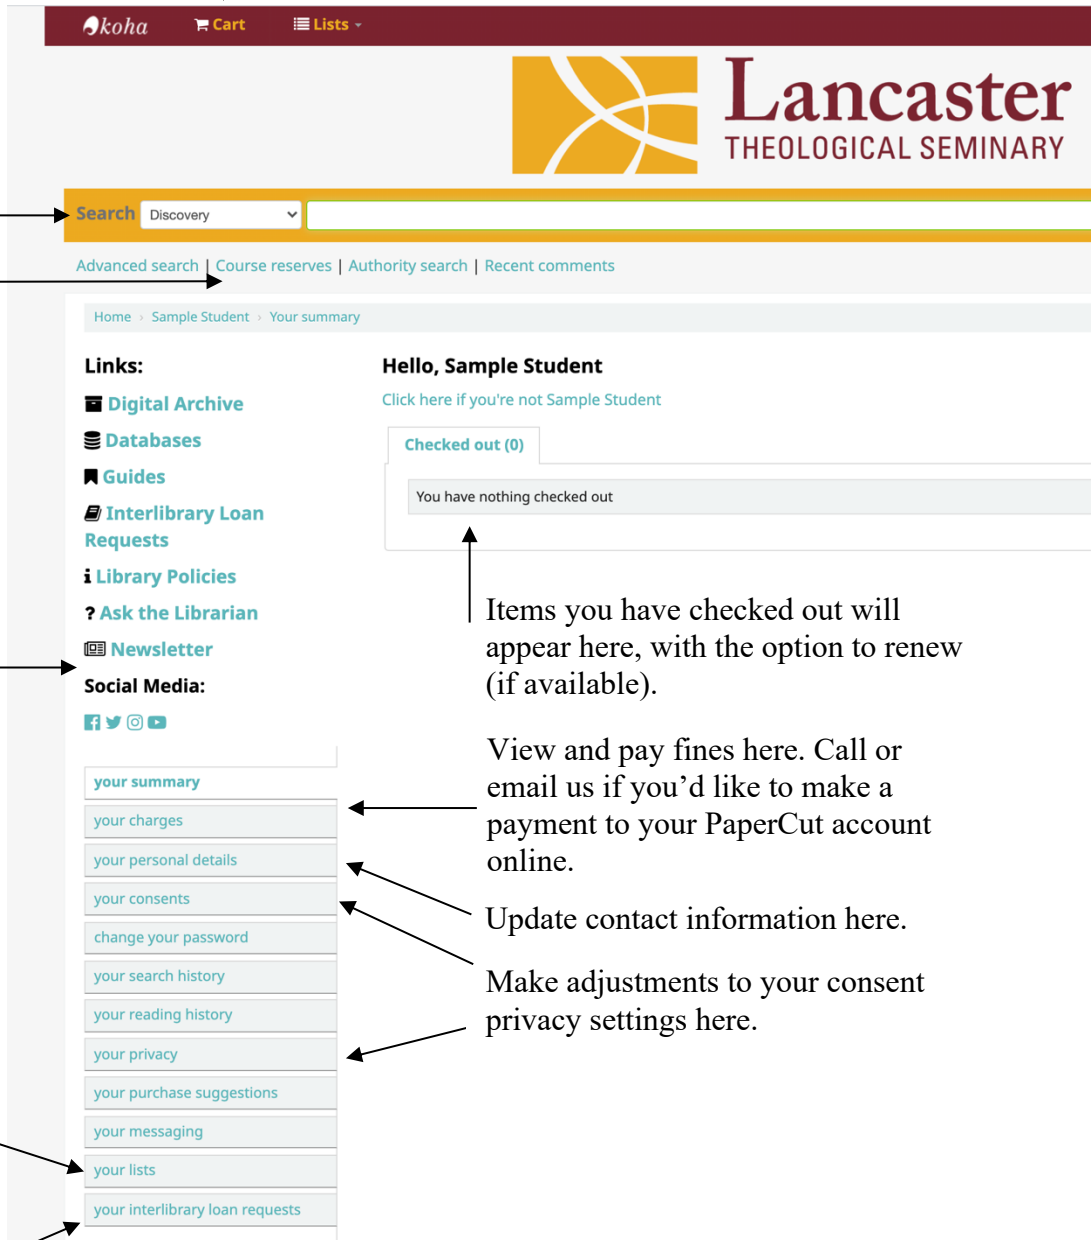 koha Cart Lists
Lancaster
THEOLOGICAL SEMINARY
Search Discovery
Advanced search | Course reserves | Authority search | Recent comments
Home › Sample Student › Your summary
Links:
Digital Archive
Databases
Guides
Interlibrary Loan
Requests
Library Policies
Ask the Librarian
Newsletter
Social Media:
your summary
your charges
your personal details
your consents
change your password
your search history
your reading history
your privacy
your purchase suggestions
your messaging
your lists
your interlibrary loan requests
Hello, Sample Student
Click here if you're not Sample Student
Checked out (0)
You have nothing checked out
Items you have checked out will
appear here, with the option to renew
(if available).
View and pay fines here. Call or
email us if you’d like to make a
payment to your PaperCut account
online.
Update contact information here.
Make adjustments to your consent
privacy settings here.